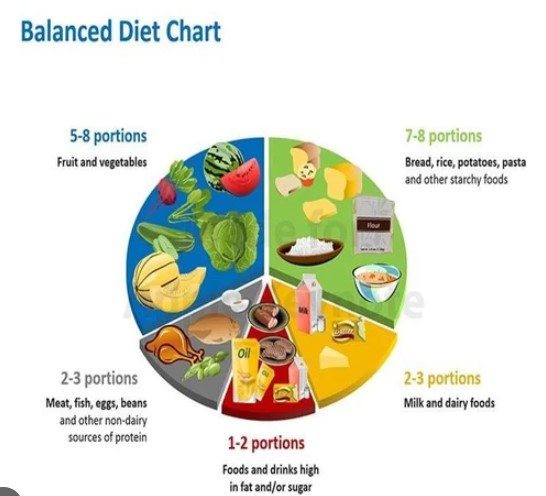 Balanced Diet Chart
5-8 portions
Fruit and vegetables
7-8 portions
Bread, rice, potatoes, pasta
and other starchy foods
Flour
Milk
Oil
2-3 portions
Meat, fish, eggs, beans
and other non-dairy
sources of protein
2-3 portions
Milk and dairy foods
1-2 portions
Foods and drinks high
in fat and/or sugar